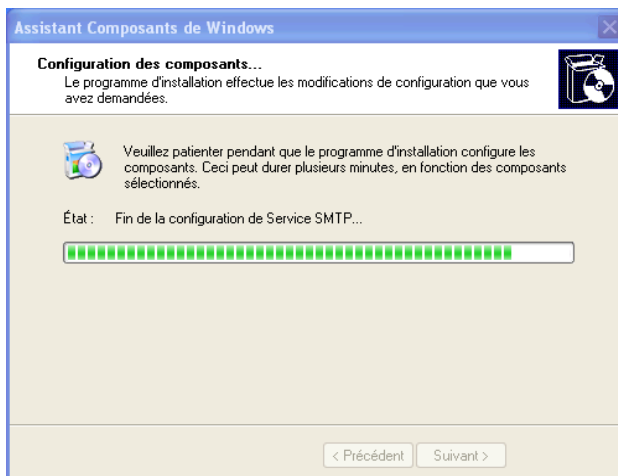 Assistant Composants de Windows
Configuration des composants...
Le programme d'installation effectue les modifications de configuration que vous
avez demandées.
Veuillez patienter pendant que le programme d'installation configure les
composants. Ceci peut durer plusieurs minutes, en fonction des composants
sélectionnés.
État : Fin de la configuration de Service SMTP...
< Précédent Suivant >